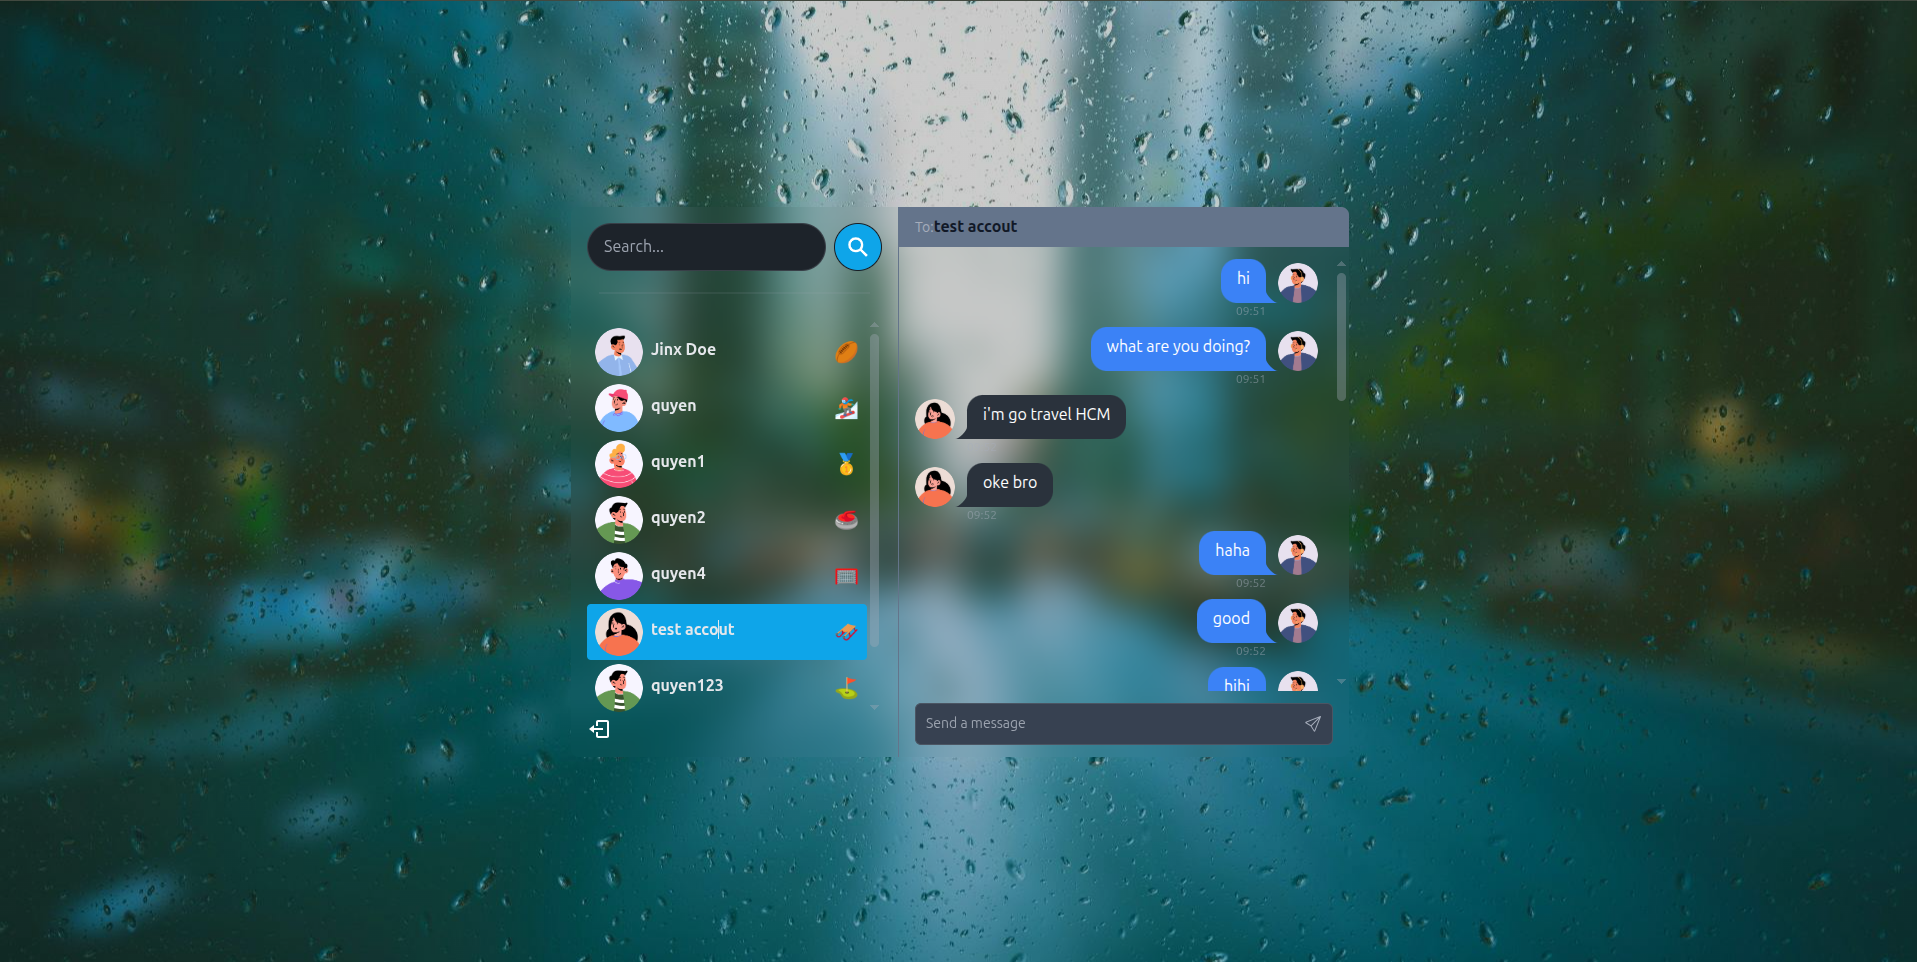 Search...
Jinx Doe
quyen
quyen1
quyen2
quyen4
test accout
quyen123
To:test accout
hi
09:51
what are you doing?
09:51
i'm go travel HCM
oke bro
09:52
haha
09:52
good
09:52
hihi
Send a message